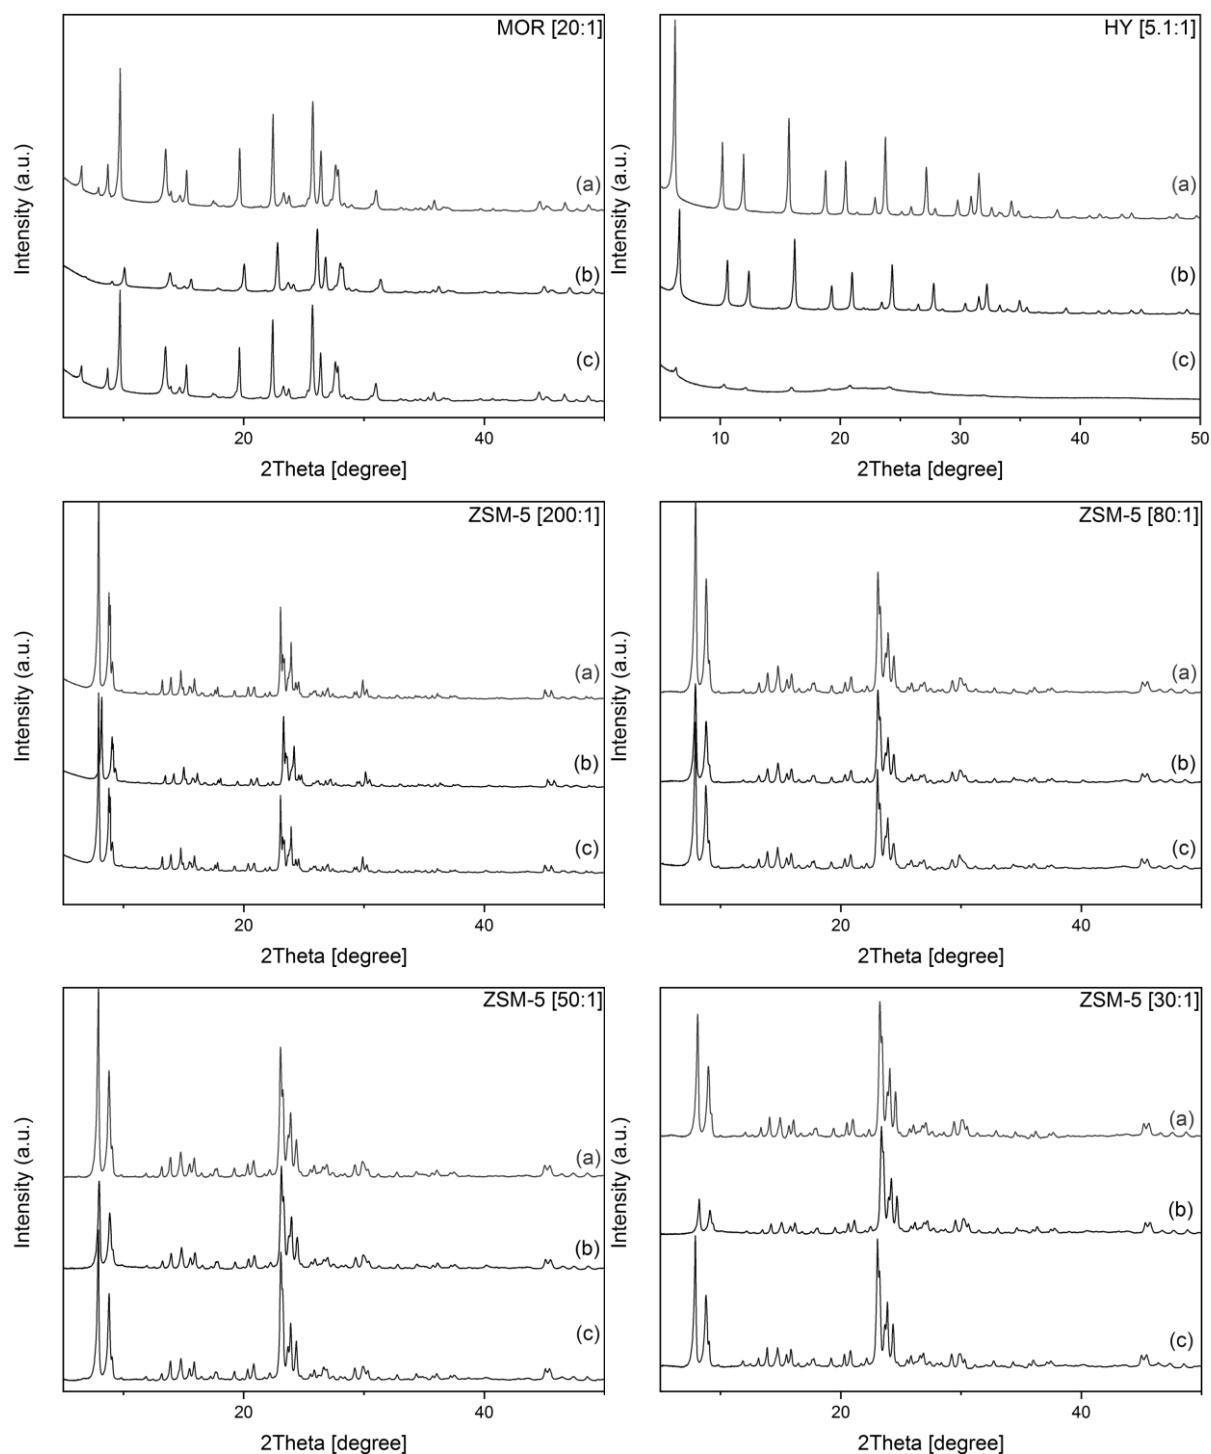 MOR [20:1]
Intensity (a.u.)
(a)
(b)
(c)
20
40
2Theta [degree]
HY [5.1:1]
Intensity (a.u.)
(a)
(b)
(c)
10
20
30
40
50
2Theta [degree]
ZSM-5 [200:1]
Intensity (a.u.)
(a)
(b)
(c)
20
40
2Theta [degree]
ZSM-5 [80:1]
Intensity (a.u.)
(a)
(b)
(c)
20
40
2Theta [degree]
ZSM-5 [50:1]
Intensity (a.u.)
(a)
(b)
(c)
20
40
2Theta [degree]
ZSM-5 [30:1]
Intensity (a.u.)
(a)
(b)
(c)
20
40
2Theta [degree]